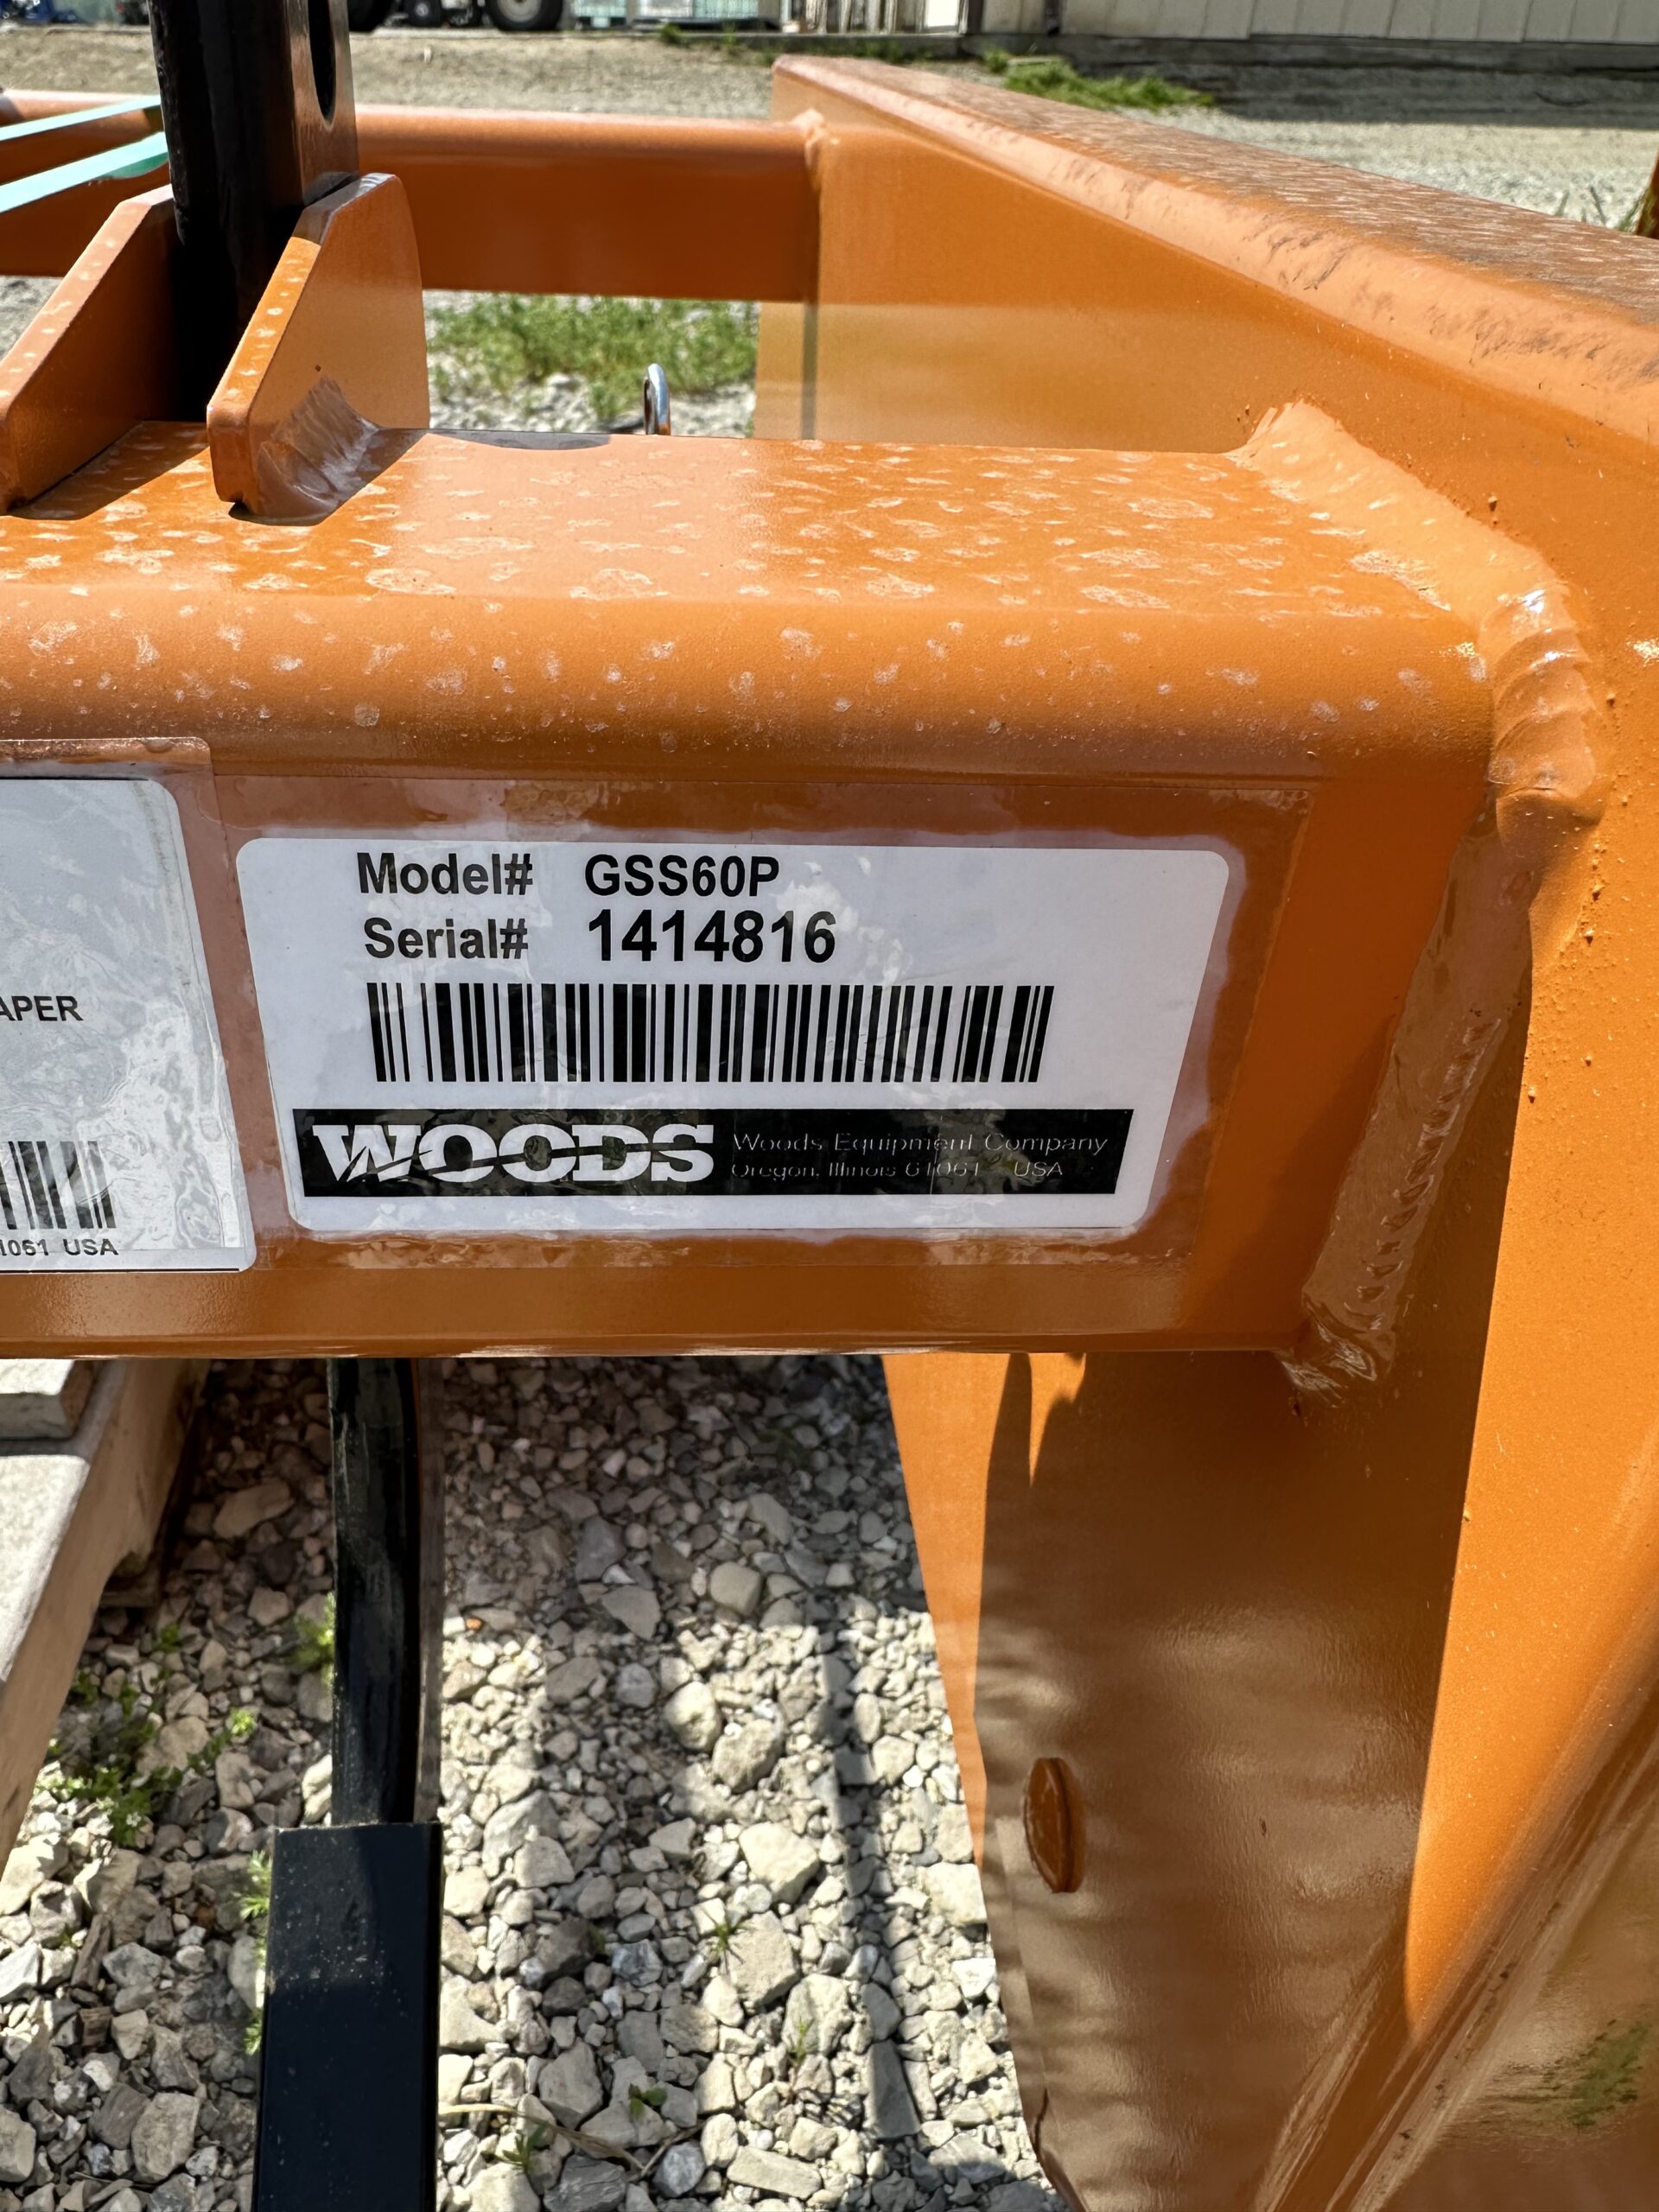 Model# GSS60P
Serial# 1414816
WOODS Woods Equipment Company
Oregon, Illinois 61061 USA
APER
1061 USA